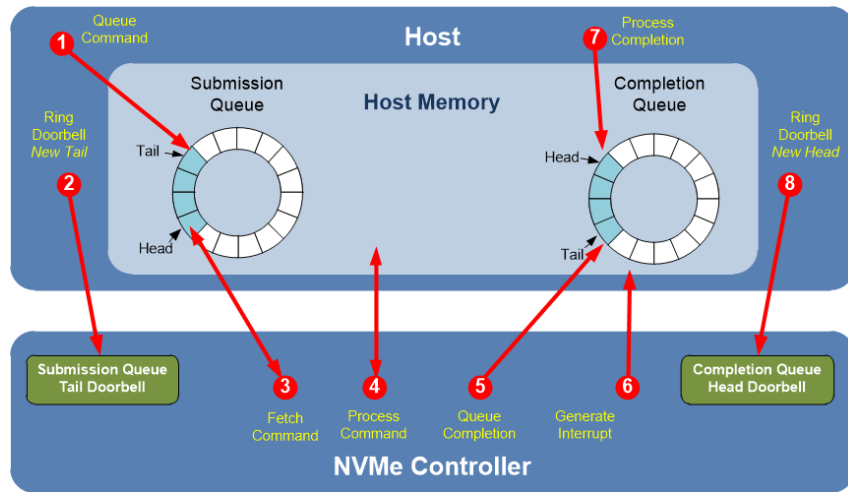 Queue
Command
1
Host
7
Process
Completion
Submission
Queue
Host Memory
Completion
Queue
Ring
Doorbell
New Tail
2
Tail
Head
Head
Tail
Ring
Doorbell
New Head
8
Submission Queue
Tail Doorbell
3
Fetch
Command
4
Process
Command
5
Queue
Completion
6
Generate
Interrupt
Completion Queue
Head Doorbell
NVMe Controller